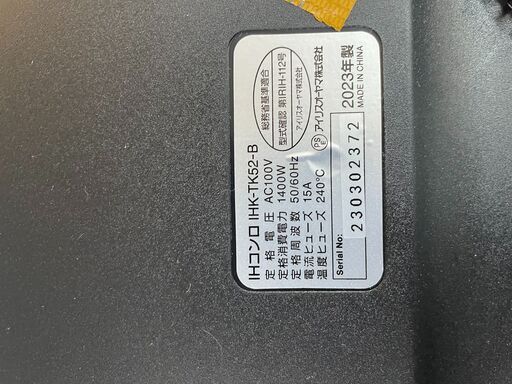 IHコンロ IHK-TK52-B
定格電圧 AC100V
定格消費電力 1400W
定格周波数 50/60Hz
電流ヒューズ 15A
温度ヒューズ 240℃
総務省基準適合
型式確認 第IRIH-112号
アイリスオーヤマ株式会社
PS
E
アイリスオーヤマ株式会社
2023年製
MADE IN CHINA
Serial No:
230302372